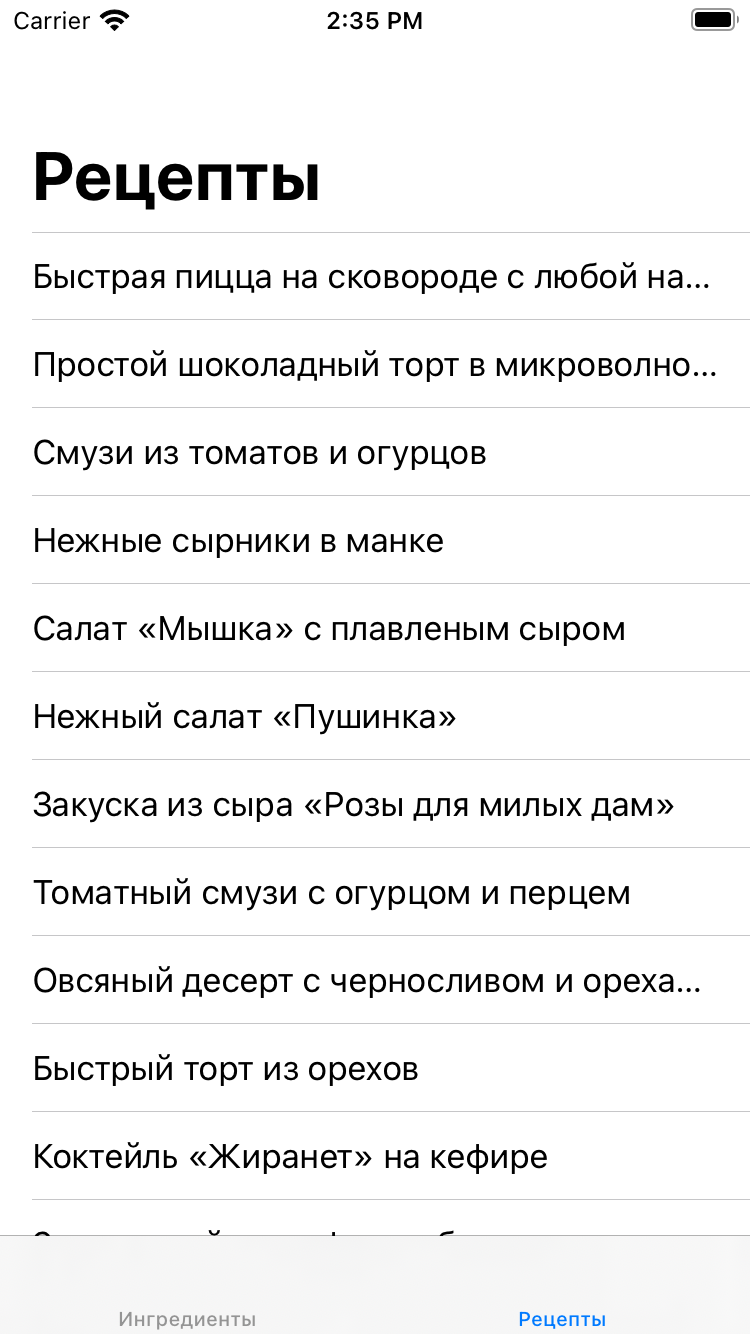 Carrier 2:35 PM
Рецепты
Быстрая пицца на сковороде с любой на...
Простой шоколадный торт в микроволно...
Смузи из томатов и огурцов
Нежные сырники в манке
Салат «Мышка» с плавленым сыром
Нежный салат «Пушинка»
Закуска из сыра «Розы для милых дам»
Томатный смузи с огурцом и перцем
Овсяный десерт с черносливом и ореха...
Быстрый торт из орехов
Коктейль «Жиранет» на кефире
Ингредиенты Рецепты